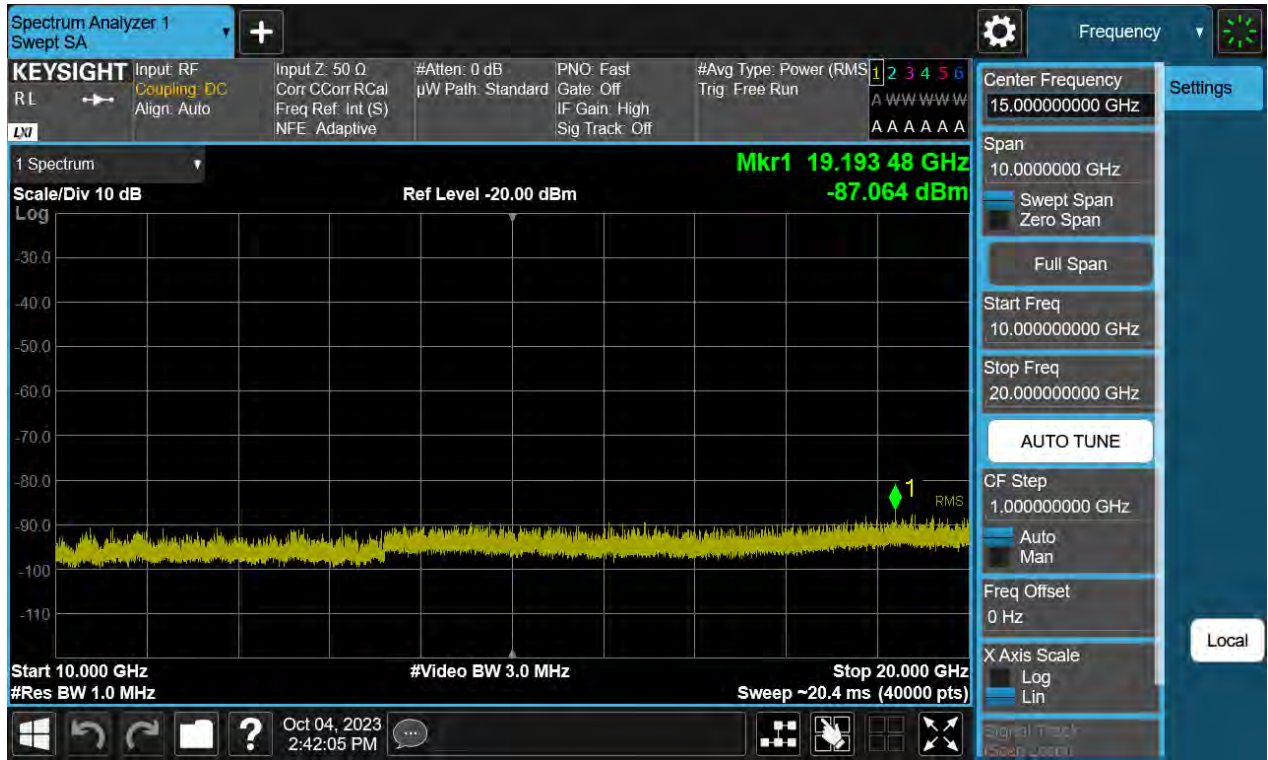 Spectrum Analyzer 1
Swept SA
+
Frequency
KEYSIGHT
RL
LXI
Input: RF
Coupling: DC
Align: Auto
Input Z: 50 Ω
Corr CCorr RCal
Freq Ref: Int (S)
NFE: Adaptive
#Atten: 0 dB
µW Path: Standard
PNO: Fast
Gate: Off
IF Gain: High
Sig Track: Off
#Avg Type: Power (RMS
Trig: Free Run
1 2 3 4 5 6
A W W W W W
A A A A A A
1 Spectrum
Mkr1 19.193 48 GHz
Scale/Div 10 dB
Ref Level -20.00 dBm
-87.064 dBm
Log
-30.0
-40.0
-50.0
-60.0
-70.0
-80.0
-90.0
-100
-110
1
RMS
Start 10.000 GHz
#Video BW 3.0 MHz
Stop 20.000 GHz
#Res BW 1.0 MHz
Sweep ~20.4 ms (40000 pts)
Center Frequency
15.000000000 GHz
Span
10.0000000 GHz
Swept Span
Zero Span
Full Span
Start Freq
10.000000000 GHz
Stop Freq
20.000000000 GHz
AUTO TUNE
CF Step
1.000000000 GHz
Auto
Man
Freq Offset
0 Hz
X Axis Scale
Log
Lin
Signal Track
(Span Zoom)
Settings
Local
?
Oct 04, 2023
2:42:05 PM